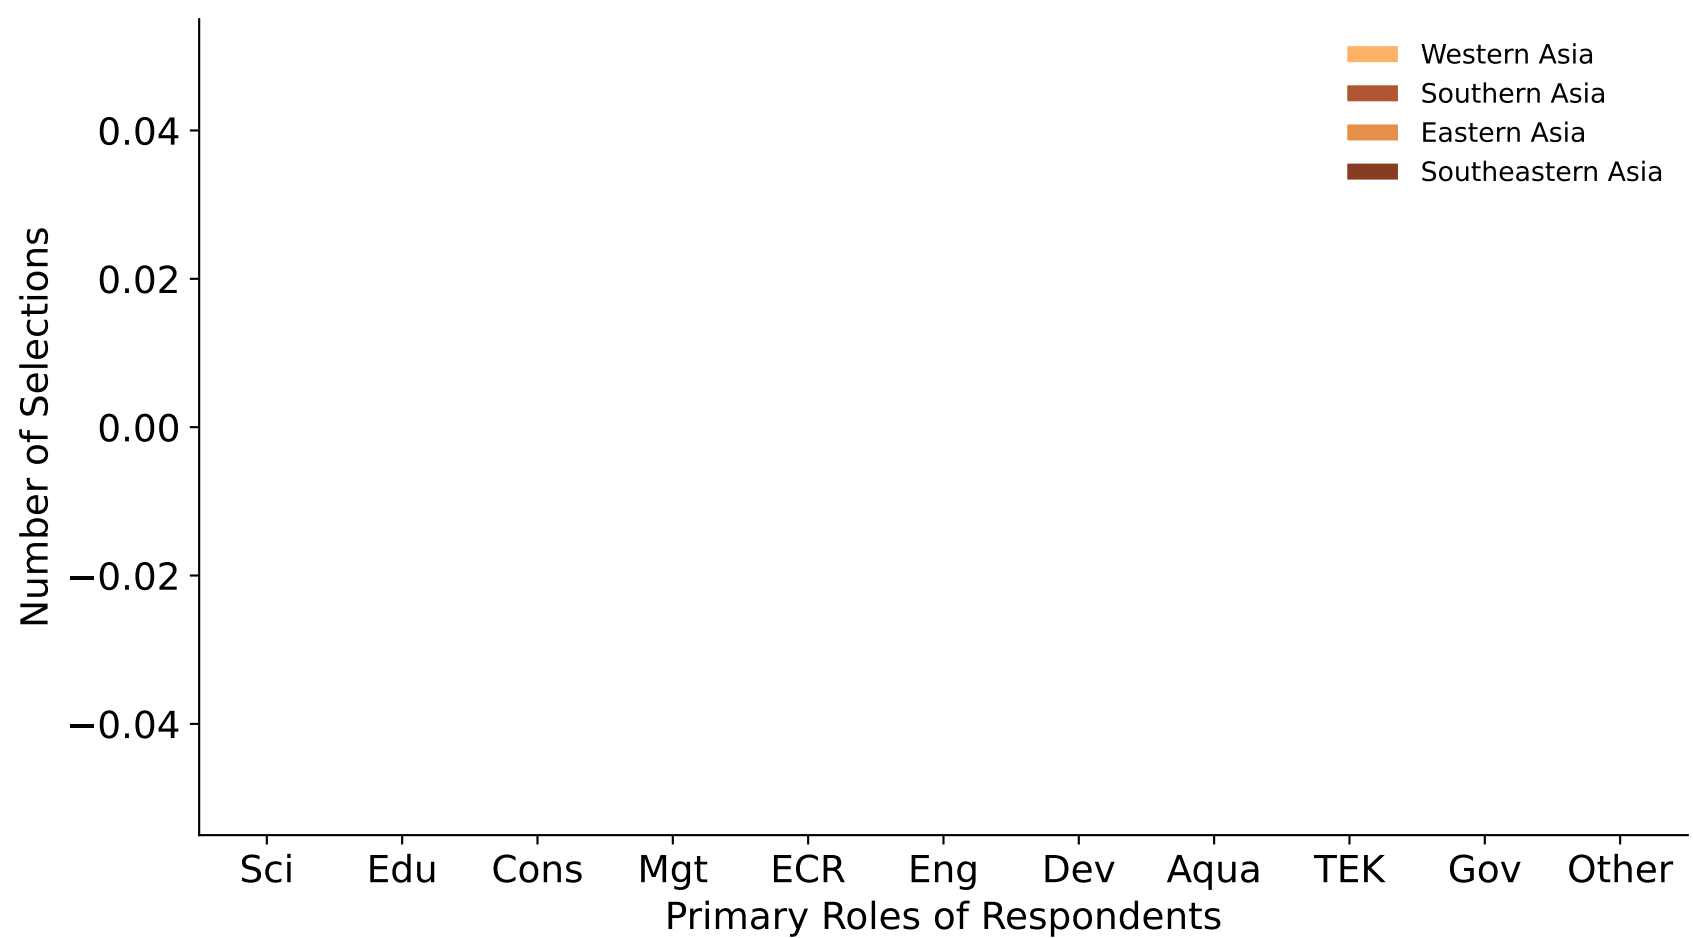 Western Asia
Southern Asia
Eastern Asia
Southeastern Asia
0.04
0.02
0.00
−0.02
−0.04
Number of Selections
Sci Edu Cons Mgt ECR Eng Dev Aqua TEK Gov Other
Primary Roles of Respondents